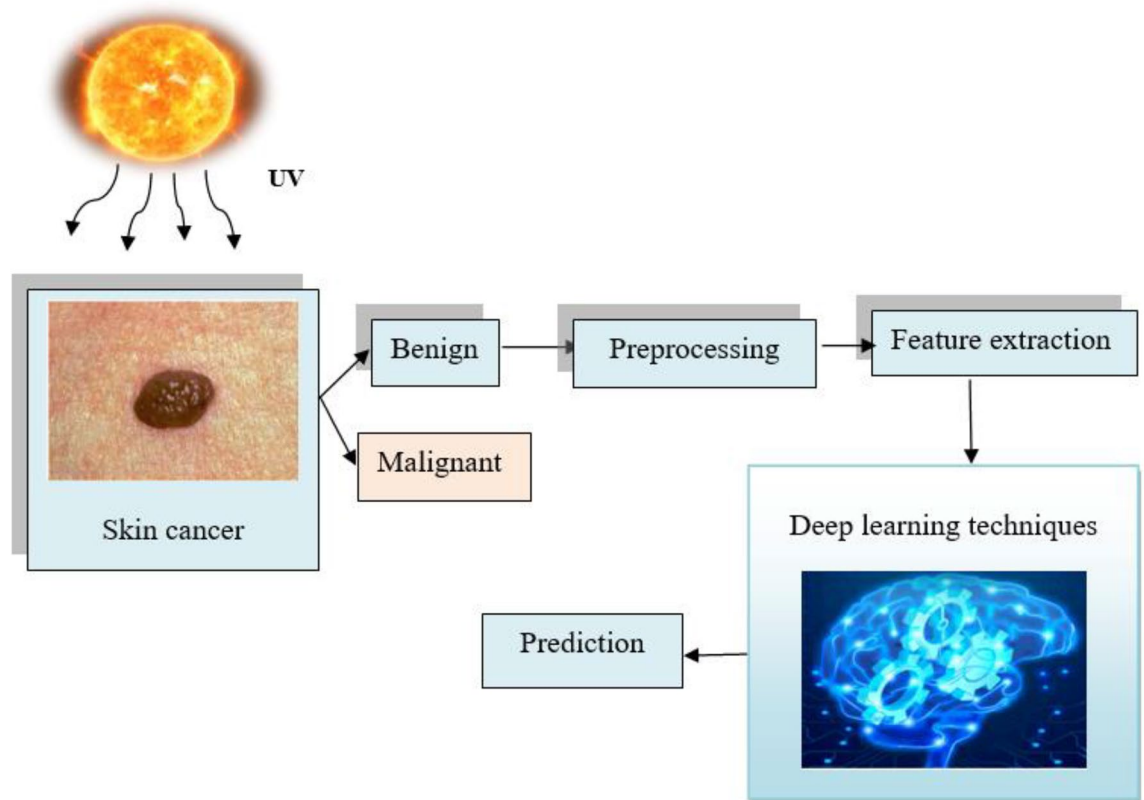 UV
Skin cancer
Benign
Malignant
Preprocessing
Feature extraction
Deep learning techniques
Prediction